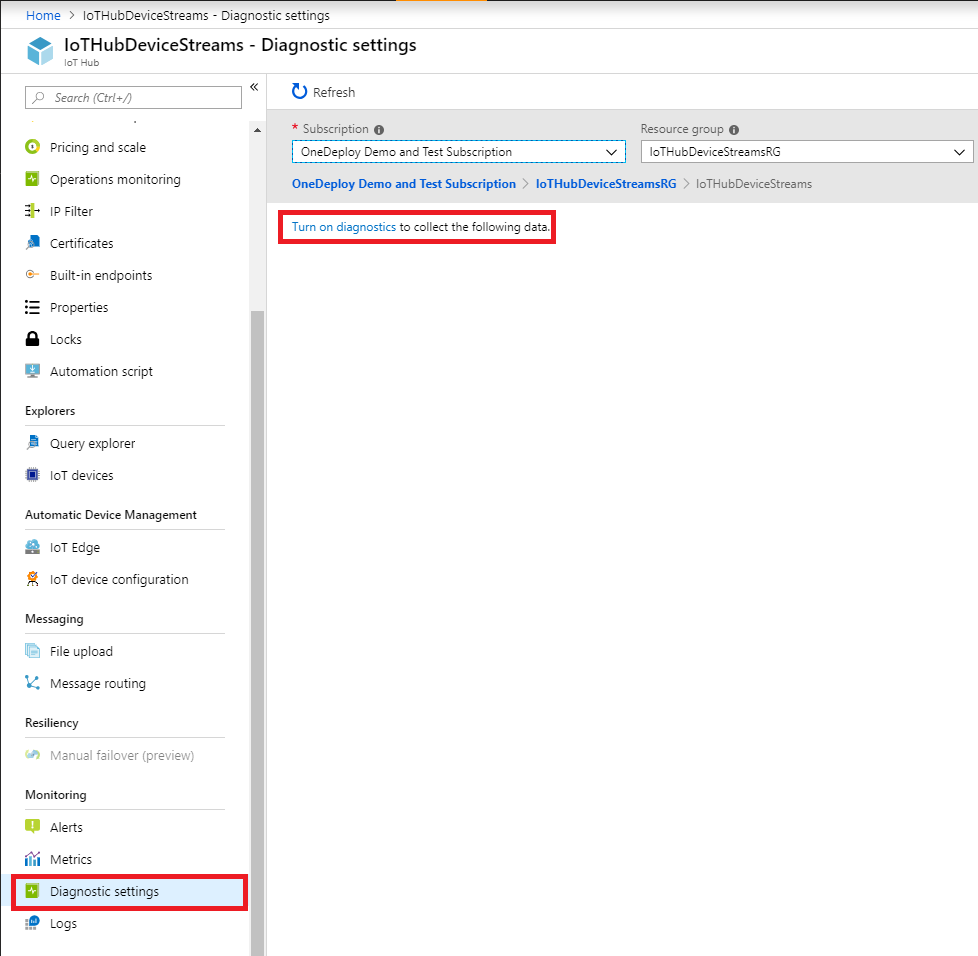 Home > IoTHubDeviceStreams - Diagnostic settings
IoTHubDeviceStreams - Diagnostic settings
IoT Hub
Search (Ctrl+/)
«
Pricing and scale
Operations monitoring
IP Filter
Certificates
Built-in endpoints
Properties
Locks
Automation script
Explorers
Query explorer
IoT devices
Automatic Device Management
IoT Edge
IoT device configuration
Messaging
File upload
Message routing
Resiliency
Manual failover (preview)
Monitoring
Alerts
Metrics
Diagnostic settings
Logs
Refresh
* Subscription
OneDeploy Demo and Test Subscription
Resource group
IoTHubDeviceStreamsRG
OneDeploy Demo and Test Subscription > IoTHubDeviceStreamsRG > IoTHubDeviceStreams
Turn on diagnostics to collect the following data.